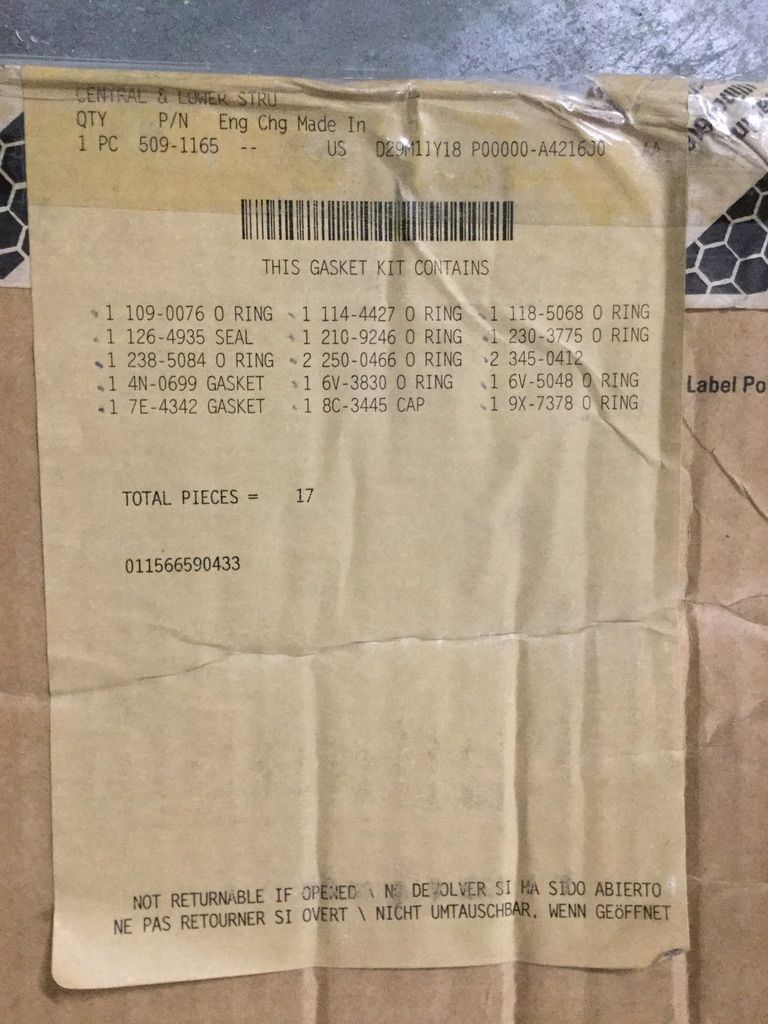 CENTRAL & LOWER STRU
QTY P/N Eng Chg Made In
1 PC 509-1165 -- US D29M11Y18 P00000-A4216J0 AA
THIS GASKET KIT CONTAINS
1 109-0076 O RING 1 114-4427 O RING 1 118-5068 O RING
1 126-4935 SEAL 1 210-9246 O RING 1 230-3775 O RING
1 238-5084 O RING 2 250-0466 O RING 2 345-0412
1 4N-0699 GASKET 1 6V-3830 O RING 1 6V-5048 O RING
1 7E-4342 GASKET 1 8C-3445 CAP 1 9X-7378 O RING
Label Po
TOTAL PIECES = 17
011566590433
NOT RETURNABLE IF OPENED \ NO DEVOLVER SI HA SIDO ABIERTO
NE PAS RETOURNER SI OVERT \ NICHT UMTAUSCHBAR, WENN GEÖFFNET